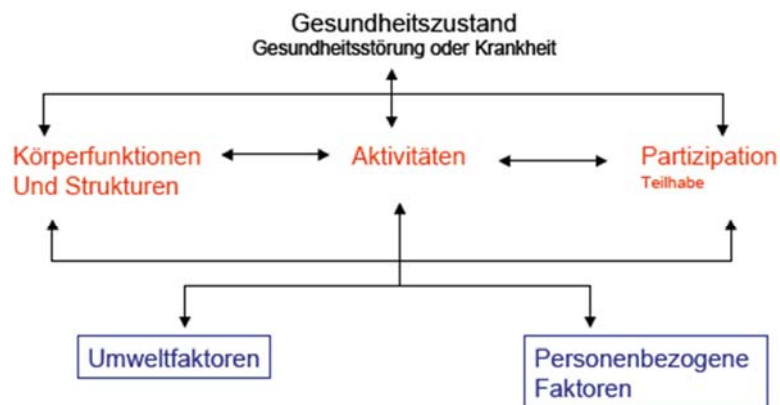 Gesundheitszustand
Gesundheitsstörung oder Krankheit
Körperfunktionen
Und Strukturen
Aktivitäten
Partizipation
Teilhabe
Umweltfaktoren
Personenbezogene
Faktoren